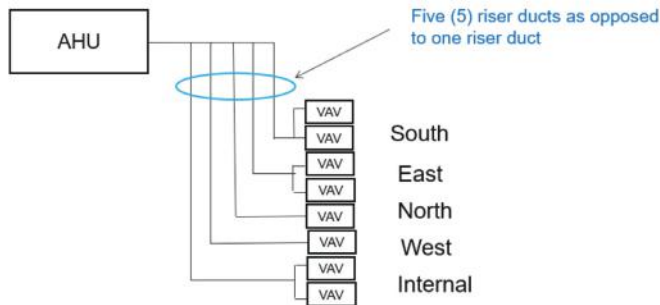 Five (5) riser ducts as opposed
to one riser duct
AHU
VAV
VAV
South
VAV
East
VAV
VAV
North
VAV
West
VAV
Internal
VAV